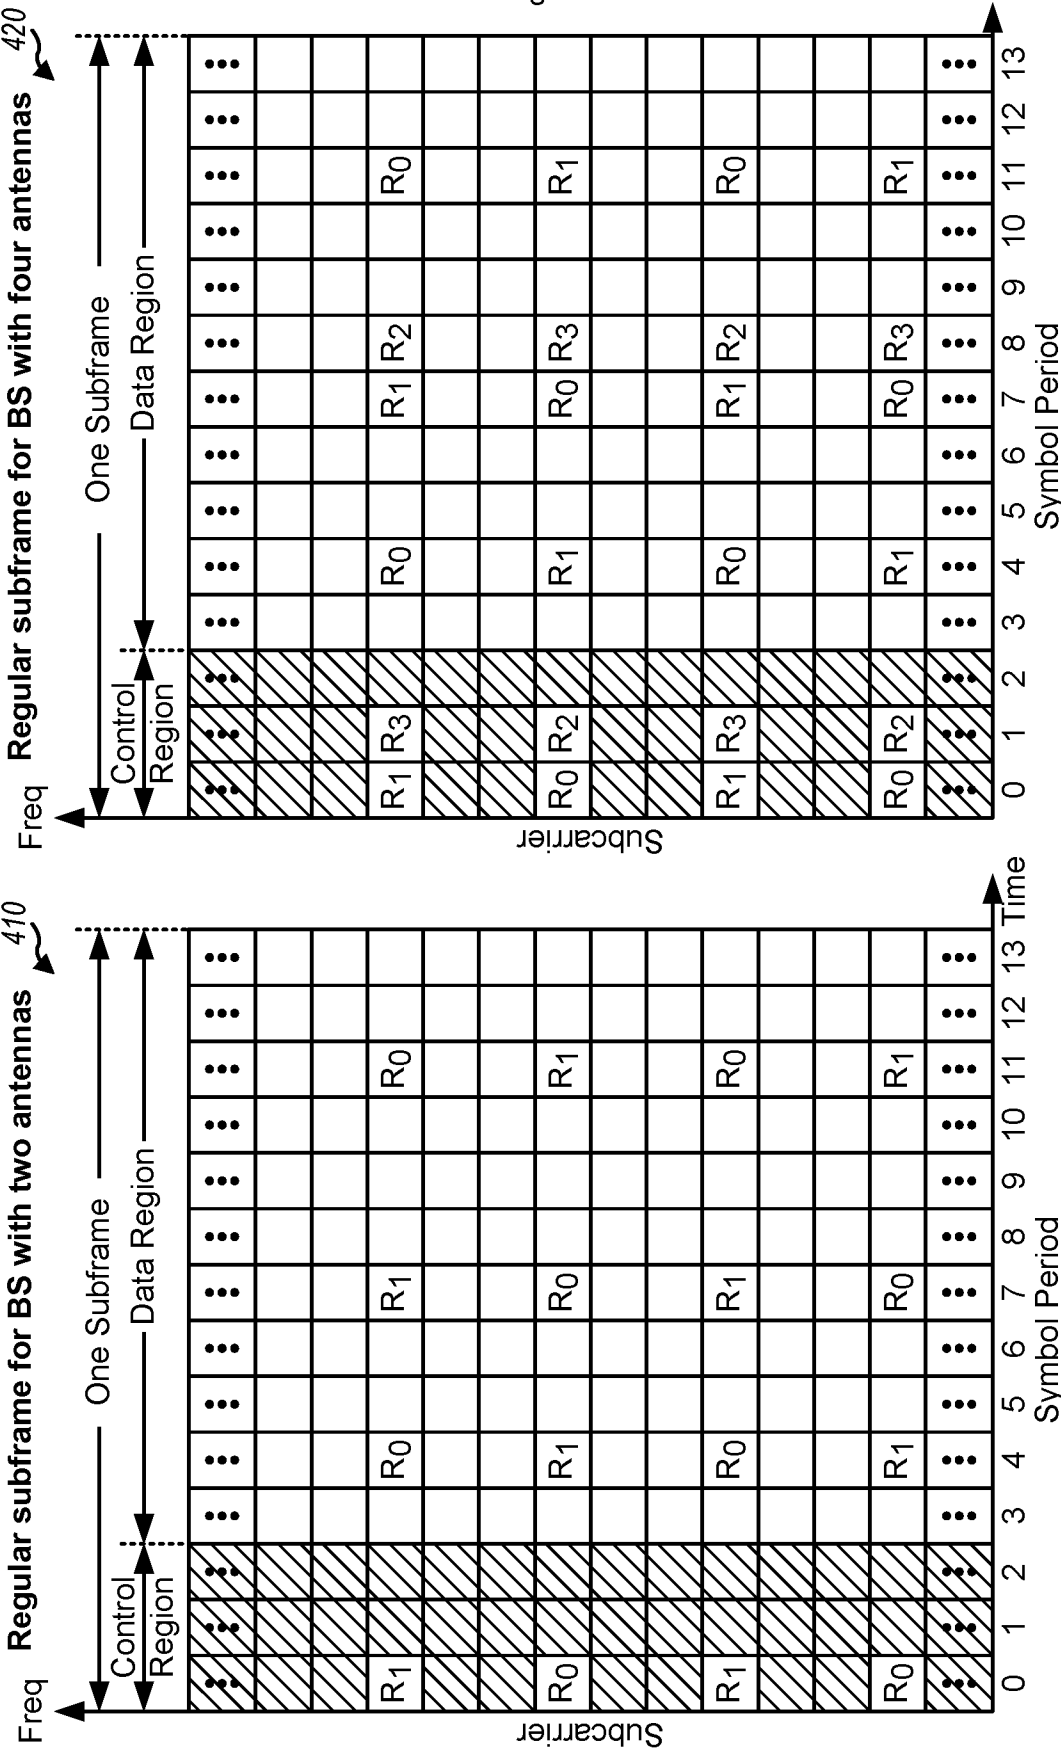 Regular subframe for BS with two antennas
410
Freq
One Subframe
Control
Region
Data Region
Subcarrier
••• ••• ••• ••• ••• ••• ••• ••• ••• ••• ••• ••• ••• •••
R1 R0 R1 R0
R0 R1 R0 R1
R1 R0 R1 R0
R0 R1 R0 R1
••• ••• ••• ••• ••• ••• ••• ••• ••• ••• ••• ••• ••• •••
0 1 2 3 4 5 6 7 8 9 10 11 12 13
Time
Symbol Period
Regular subframe for BS with four antennas
420
Freq
One Subframe
Control
Region
Data Region
Subcarrier
••• ••• ••• ••• ••• ••• ••• ••• ••• ••• ••• ••• ••• •••
R1 R3 R0 R1 R2 R0
R0 R2 R1 R0 R3 R1
R1 R3 R0 R1 R2 R0
R0 R2 R1 R0 R3 R1
••• ••• ••• ••• ••• ••• ••• ••• ••• ••• ••• ••• ••• •••
0 1 2 3 4 5 6 7 8 9 10 11 12 13
Symbol Period